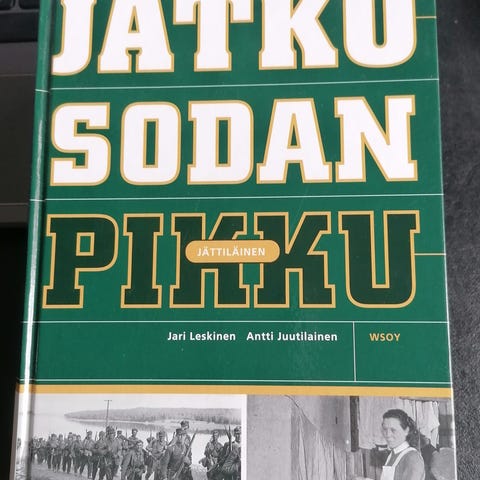 JATKO
SODAN
PIKKU
JÄTTILÄINEN
Jari Leskinen Antti Juutilainen
WSOY